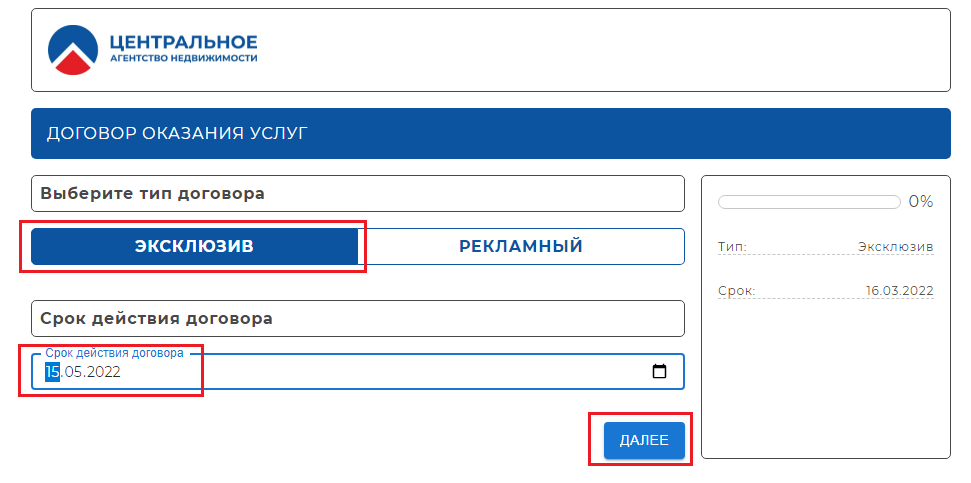 ЦЕНТРАЛЬНОЕ
АГЕНТСТВО НЕДВИЖИМОСТИ
ДОГОВОР ОКАЗАНИЯ УСЛУГ
Выберите тип договора
ЭКСКЛЮЗИВ РЕКЛАМНЫЙ
Срок действия договора
Срок действия договора
15.05.2022
ДАЛЕЕ
0%
Тип: Эксклюзив
Срок: 16.03.2022